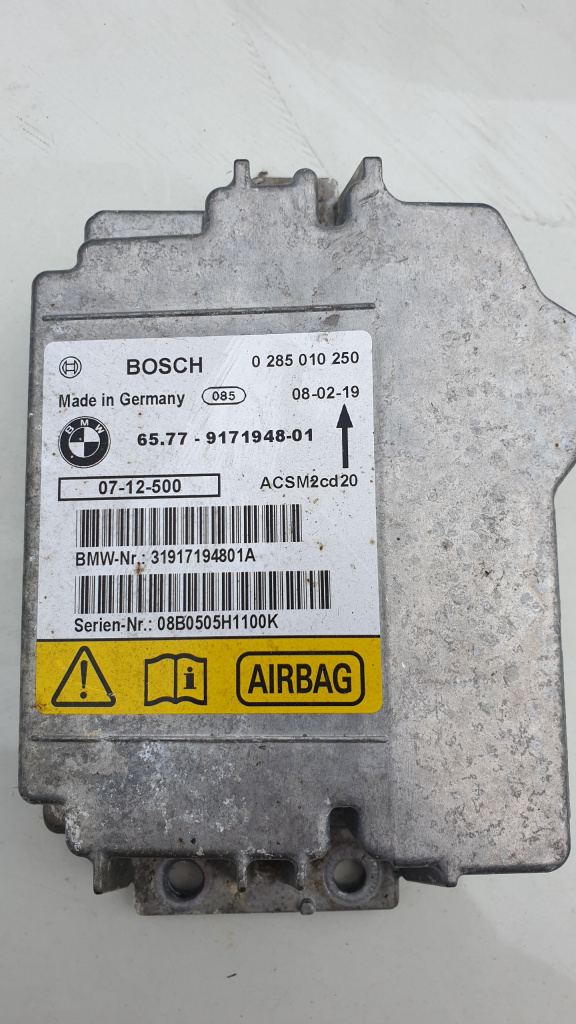 BOSCH 0 285 010 250
Made in Germany 085 08-02-19
BMW 65.77 - 9171948-01
07-12-500 ACSM2cd20
BMW-Nr.: 31917194801A
Serien-Nr.: 08B0505H1100K
AIRBAG